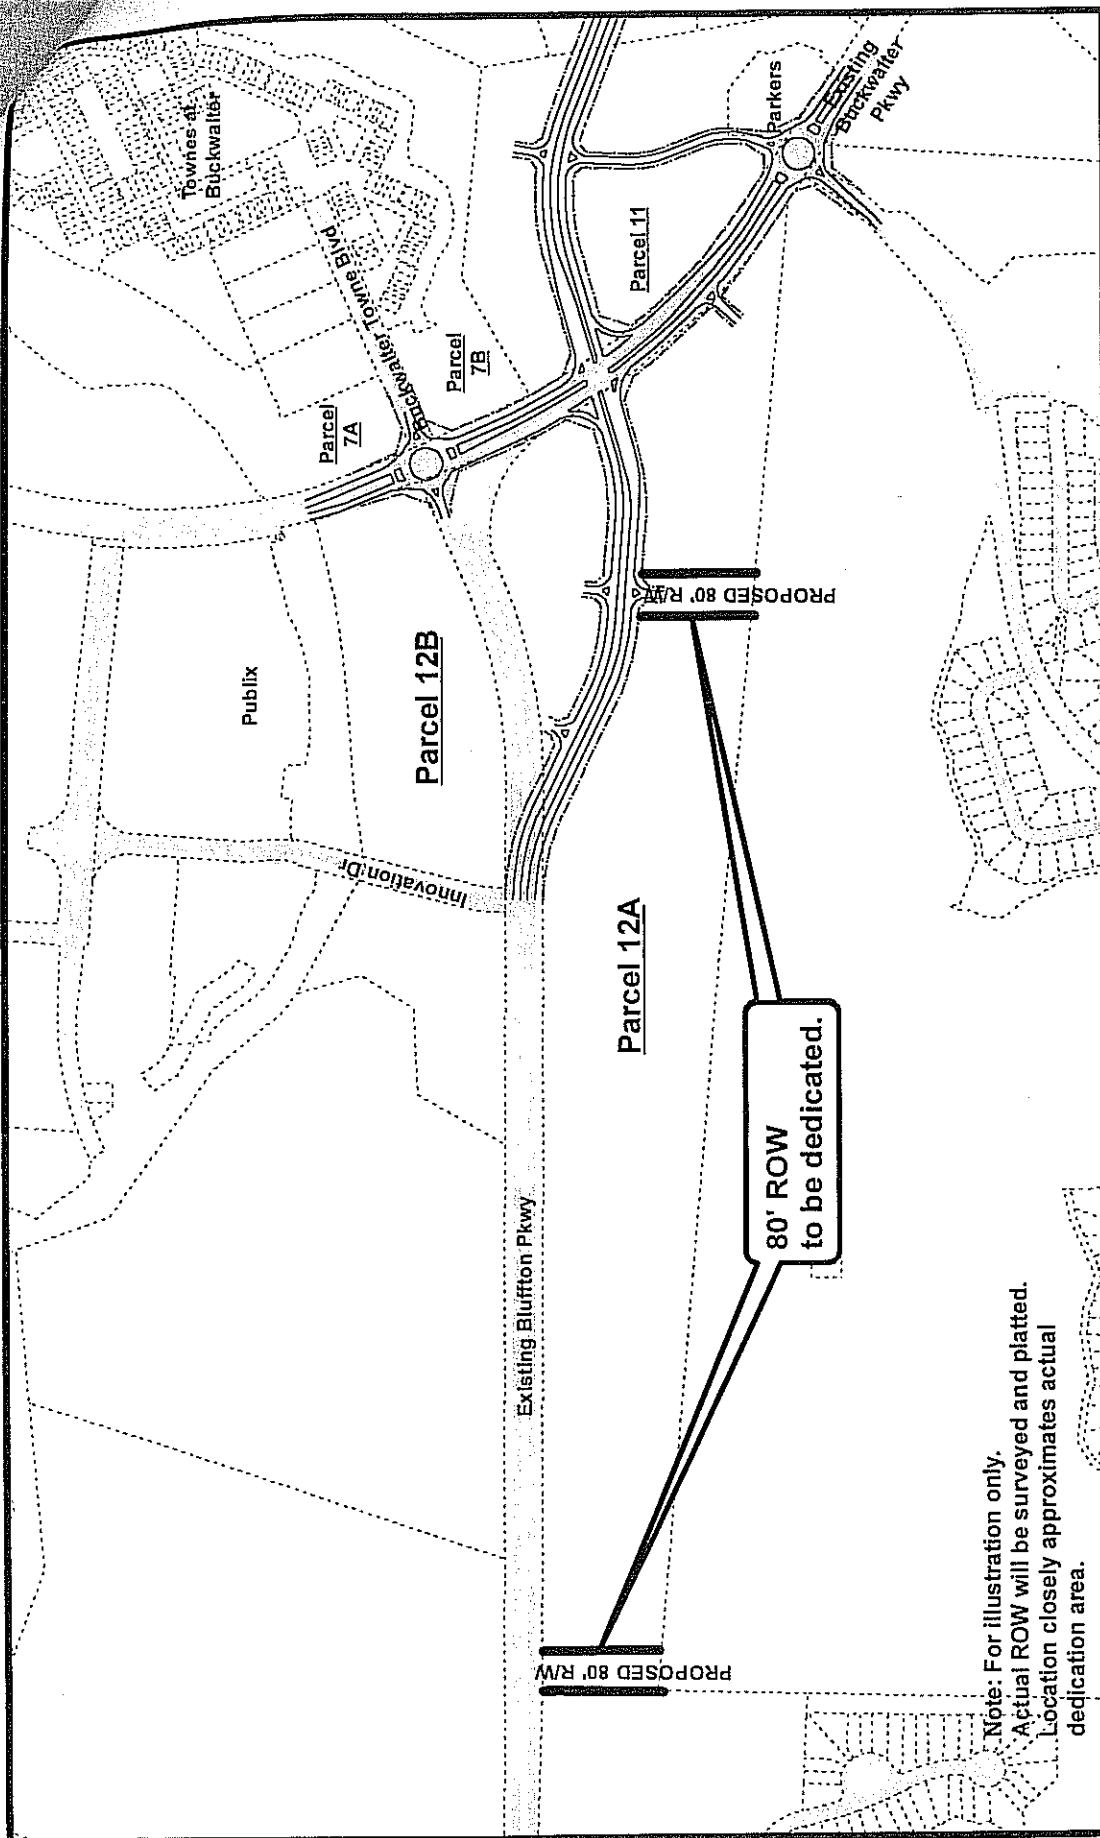 Townes at
Buckwalter
Buckwalter Towne Blvd
Parcel
7A
Parcel
7B
Parcel 11
Parkers
Existing
Buckwalter
Pkwy
Publix
Parcel 12B
Innovation Dr
PROPOSED 80' R/W
Parcel 12A
Existing Bluffton Pkwy
80' ROW
to be dedicated.
PROPOSED 80' R/W
Note: For illustration only.
Actual ROW will be surveyed and platted.
Location closely approximates actual
dedication area.